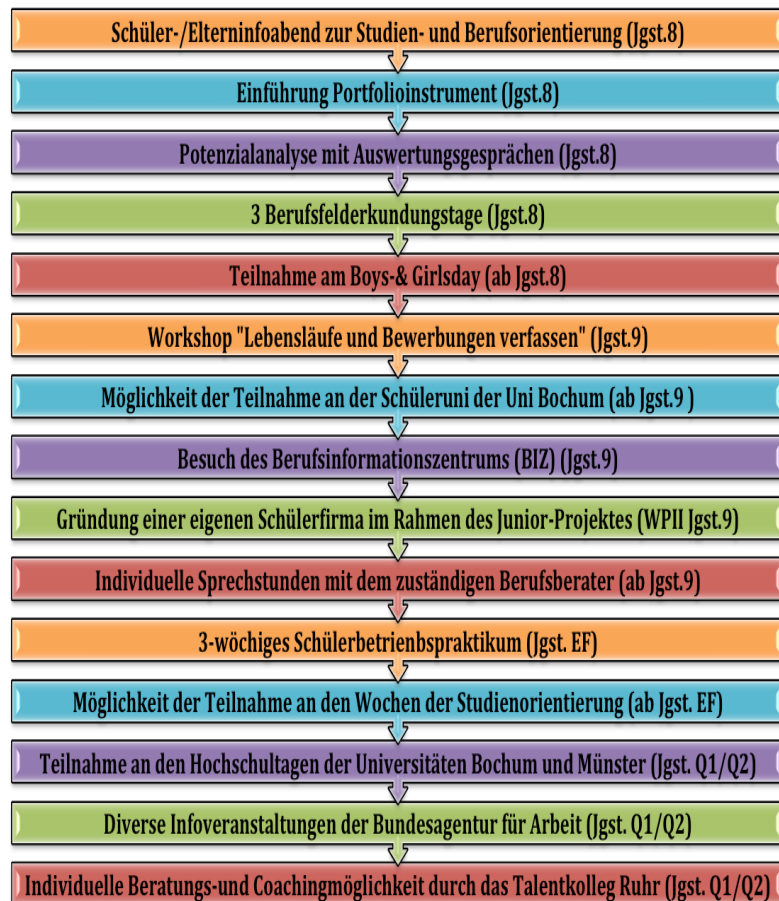 Schüler-/Elterninfoabend zur Studien- und Berufsorientierung (Jgst.8)
Einführung Portfolioinstrument (Jgst.8)
Potenzialanalyse mit Auswertungsgesprächen (Jgst.8)
3 Berufsfelderkundungstage (Jgst.8)
Teilnahme am Boys-& Girlsday (ab Jgst.8)
Workshop "Lebensläufe und Bewerbungen verfassen" (Jgst.9)
Möglichkeit der Teilnahme an der Schüleruni der Uni Bochum (ab Jgst.9 )
Besuch des Berufsinformationszentrums (BIZ) (Jgst.9)
Gründung einer eigenen Schülerfirma im Rahmen des Junior-Projektes (WPII Jgst.9)
Individuelle Sprechstunden mit dem zuständigen Berufsberater (ab Jgst.9)
3-wöchiges Schülerbetrienbspraktikum (Jgst. EF)
Möglichkeit der Teilnahme an den Wochen der Studienorientierung (ab Jgst. EF)
Teilnahme an den Hochschultagen der Universitäten Bochum und Münster (Jgst. Q1/Q2)
Diverse Infoveranstaltungen der Bundesagentur für Arbeit (Jgst. Q1/Q2)
Individuelle Beratungs-und Coachingmöglichkeit durch das Talentkolleg Ruhr (Jgst. Q1/Q2)